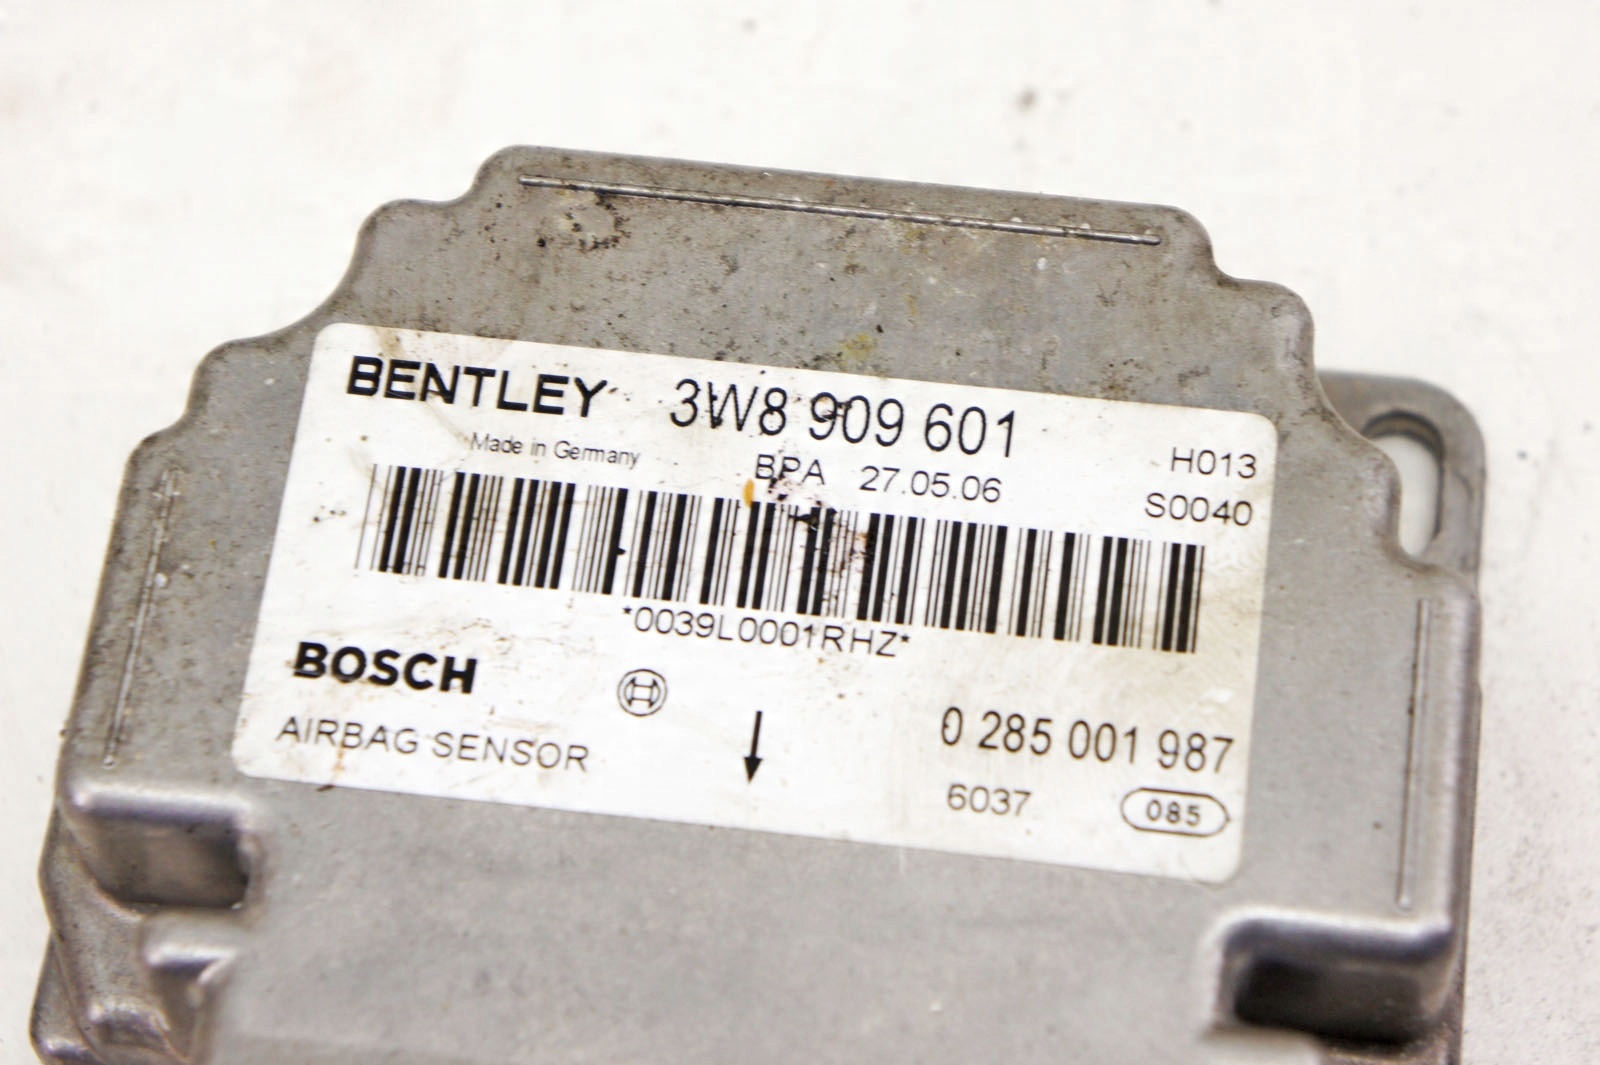 BENTLEY 3W8 909 601
Made in Germany BPA 27.05.06 H013
S0040
*0039L0001RHZ*
BOSCH
AIRBAG SENSOR 0 285 001 987
6037 085